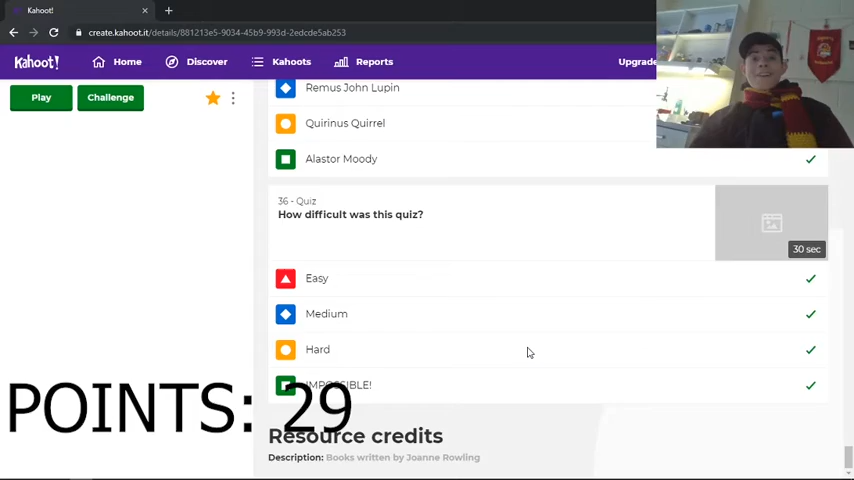 Kahoot!
create.kahoot.it/details/881213e5-9034-45b9-993d-2edcde5ab253
Kahoot!
Home
Discover
Kahoots
Reports
Upgrade
Play
Challenge
Remus John Lupin
Quirinus Quirrel
Alastor Moody
36 - Quiz
How difficult was this quiz?
30 sec
Easy
Medium
Hard
IMPOSSIBLE!
POINTS: 29
Resource credits
Description: Books written by Joanne Rowling